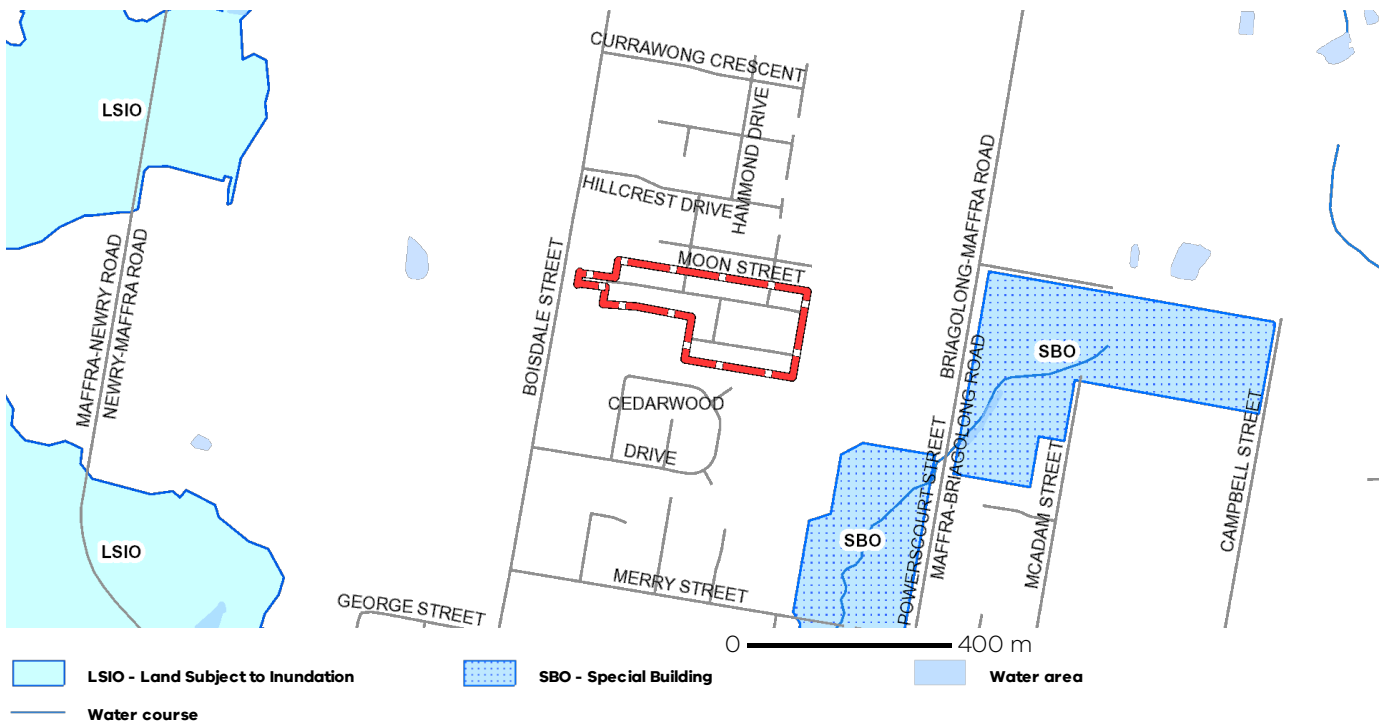 CURRAWONG CRESCENT
LSIO
HAMMOND DRIVE
HILLCREST DRIVE
BRIAGOLONG-MAFFRA ROAD
MAFFRA-NEWRY ROAD
NEWRY-MAFFRA ROAD
BOISDALE STREET
MOON STREET
SBO
MAFFRA-BRIAGOLONG ROAD
CEDARWOOD
DRIVE
POWERSCOURT STREET
CAMPBELL STREET
MCADAM STREET
LSIO
SBO
MERRY STREET
GEORGE STREET
0 400 m
LSIO - Land Subject to Inundation
SBO - Special Building
Water area
Water course